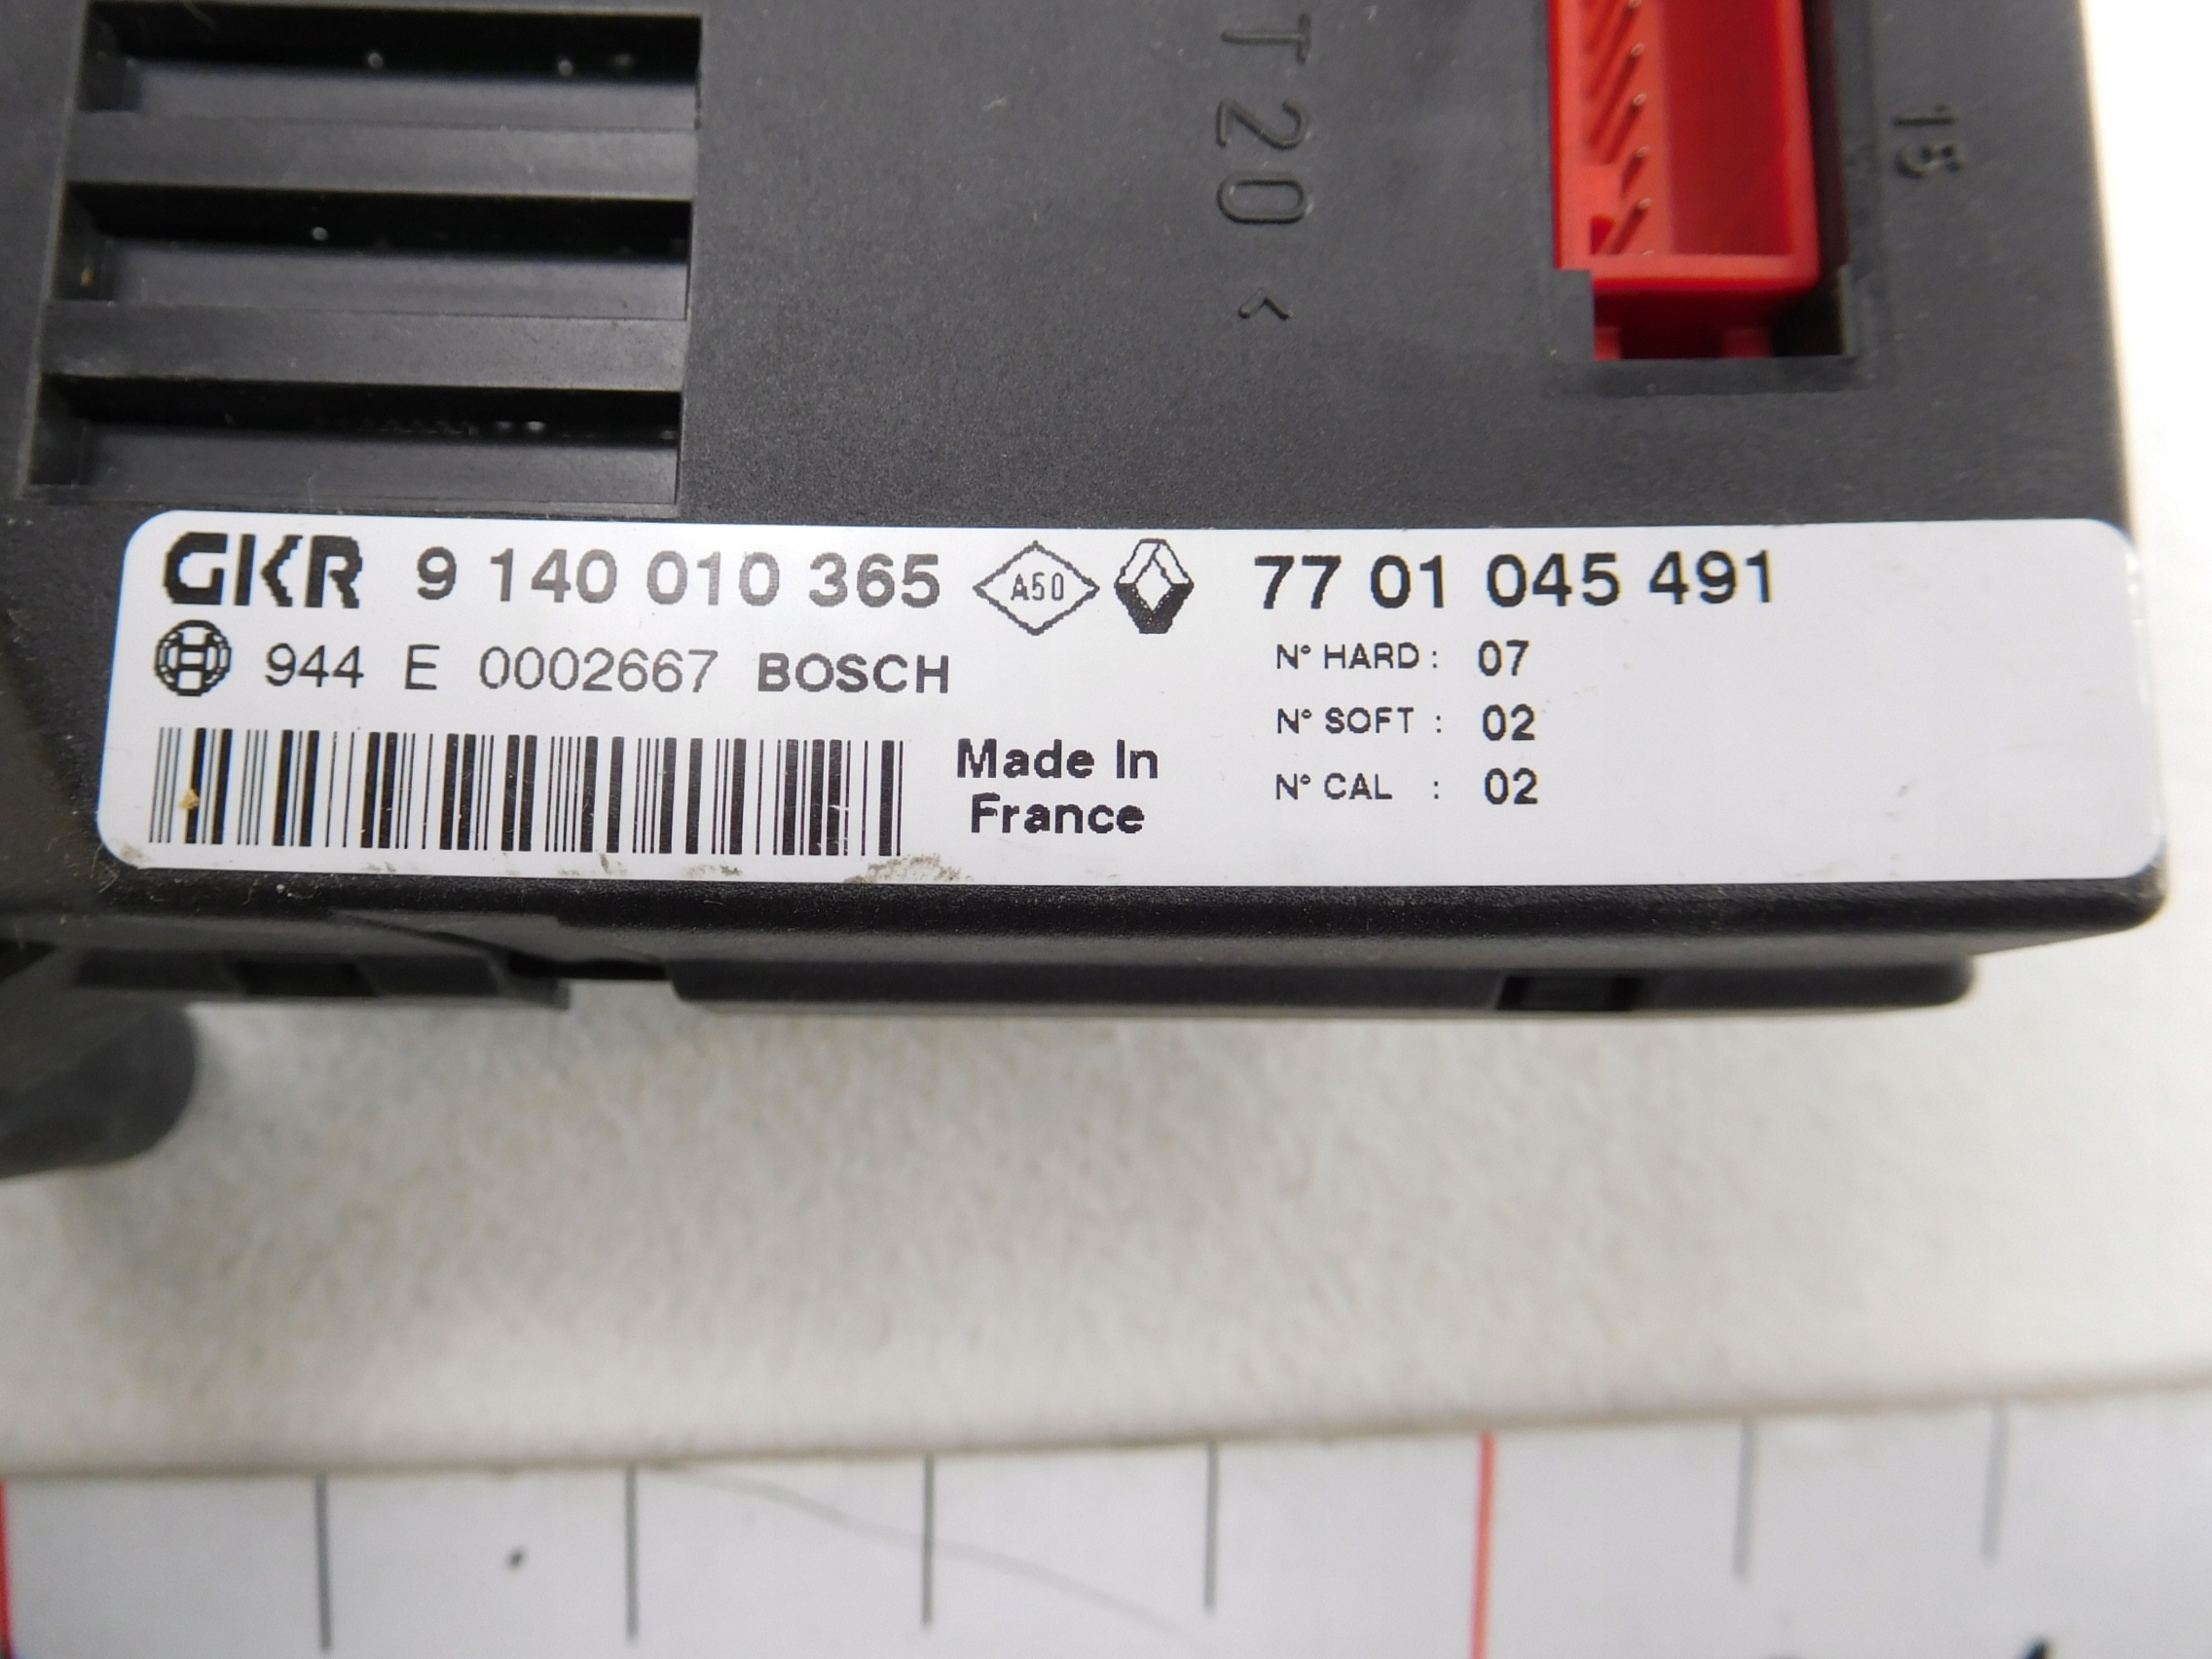 T20<
15
GKR 9 140 010 365 A50 77 01 045 491
944 E 0002667 BOSCH
Made In
France
N° HARD : 07
N° SOFT : 02
N° CAL : 02